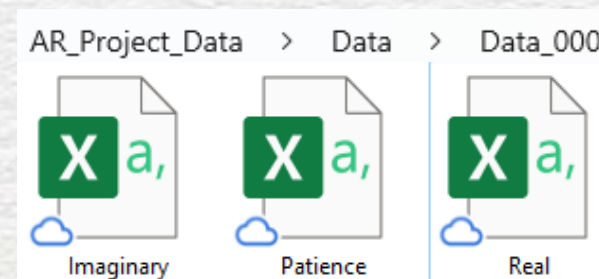 AR_Project_Data > Data > Data_000
X a, X a, X a,
Imaginary Patience Real